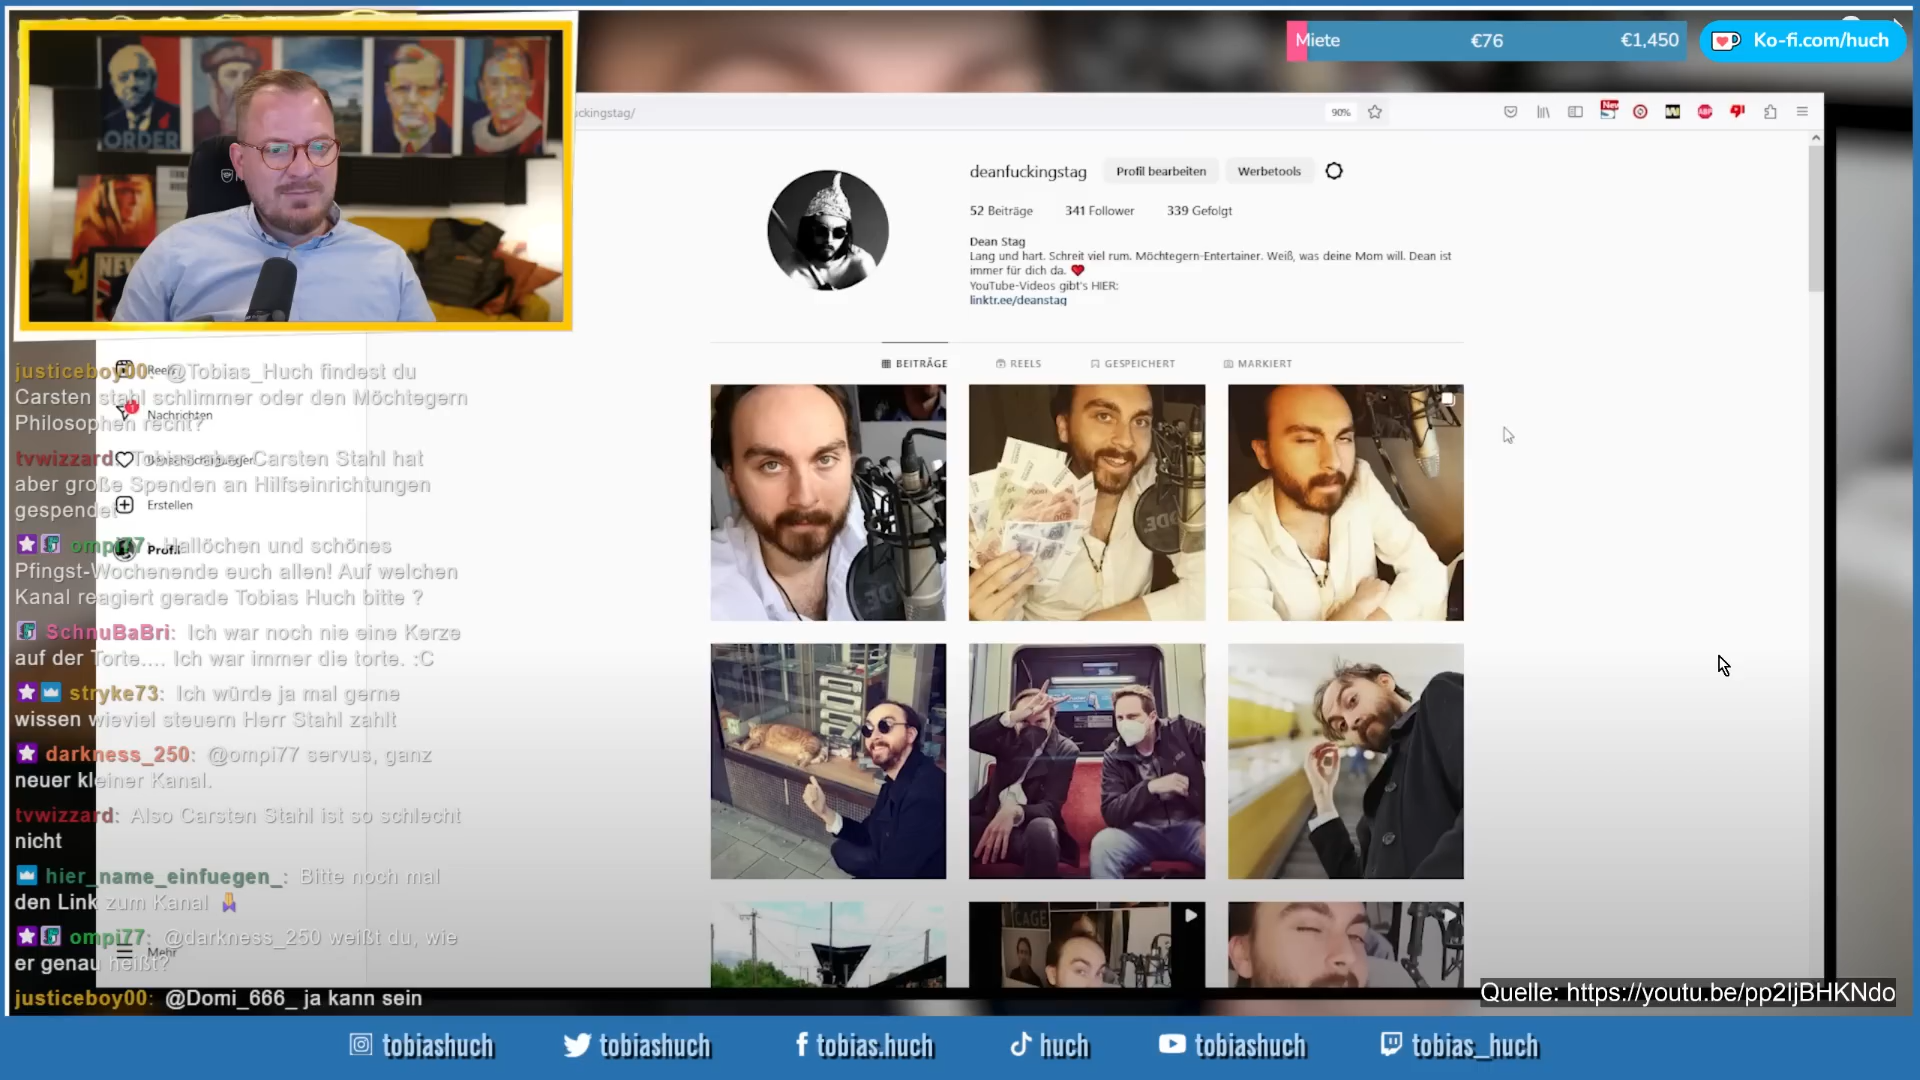 Miete €76 €1,450
Ko-fi.com/huch
ORDER
uckingstag/
90%
deanfuckingstag Profil bearbeiten Werbetools
52 Beiträge 341 Follower 339 Gefolgt
Dean Stag
Lang und hart. Schreit viel rum. Möchtegern-Entertainer. Weiß, was deine Mom will. Dean ist
immer für dich da. ❤️
YouTube-Videos gibt's HIER:
linktr.ee/deanstag
BEITRÄGE REELS GESPEICHERT MARKIERT
Nachrichten
Erstellen
Profil
Mehr
justiceboy00: @Tobias_Huch findest du
Carsten stahl schlimmer oder den Möchtegern
Philosophen recht?
tvwizzard: Tobias aber Carsten Stahl hat
aber große Spenden an Hilfseinrichtungen
gespendet
ompi77: Hallöchen und schönes
Pfingst-Wochenende euch allen! Auf welchen
Kanal reagiert gerade Tobias Huch bitte ?
SchnuBaBri: Ich war noch nie eine Kerze
auf der Torte.... Ich war immer die torte. :C
stryke73: Ich würde ja mal gerne
wissen wieviel steuern Herr Stahl zahlt
darkness_250: @ompi77 servus, ganz
neuer kleiner Kanal.
tvwizzard: Also Carsten Stahl ist so schlecht
nicht
hier_name_einfuegen_: Bitte noch mal
den Link zum Kanal
ompi77: @darkness_250 weißt du, wie
er genau heißt?
justiceboy00: @Domi_666_ ja kann sein
CAGE
Quelle: https://youtu.be/pp2IjBHKNdo
tobiashuch tobiashuch tobias.huch huch tobiashuch tobias_huch